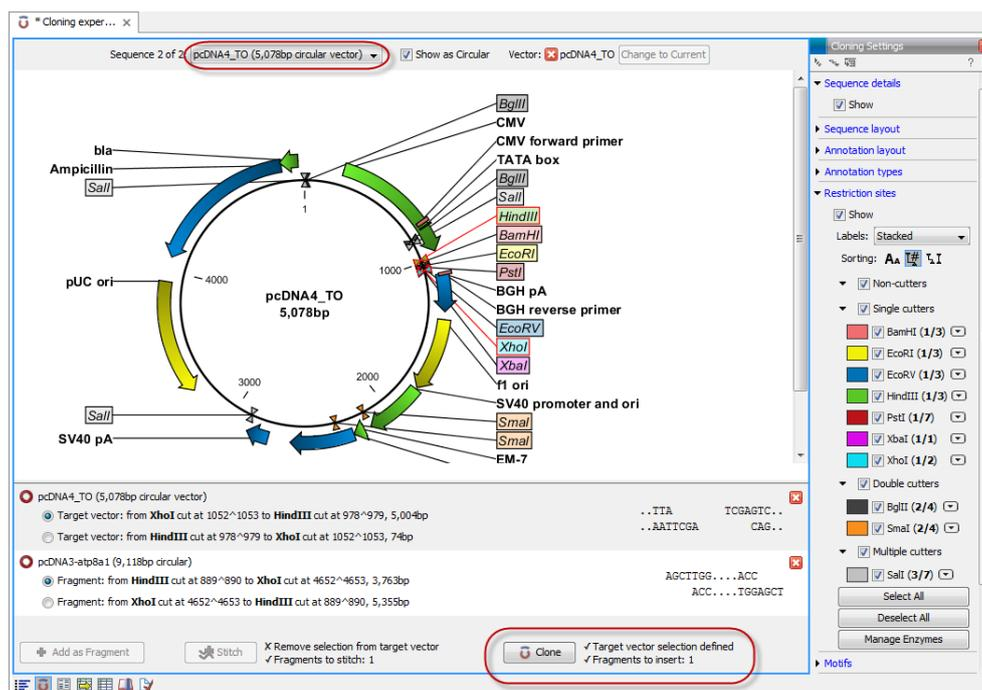 * Cloning exper...
Sequence 2 of 2
pcDNA4_TO (5,078bp circular vector)
Show as Circular
Vector:
pcDNA4_TO
Change to Current
bla
Ampicillin
SalI
pUC ori
SalI
SV40 pA
BglII
CMV
CMV forward primer
TATA box
BglII
SalI
HindIII
BamHI
EcoRI
PstI
BGH pA
BGH reverse primer
EcoRV
XhoI
XbaI
f1 ori
SV40 promoter and ori
SmaI
SmaI
EM-7
1
1000
2000
3000
4000
pcDNA4_TO
5,078bp
pcDNA4_TO (5,078bp circular vector)
Target vector: from XhoI cut at 1052^1053 to HindIII cut at 978^979, 5,004bp
..TTA TCGAGTC..
Target vector: from HindIII cut at 978^979 to XhoI cut at 1052^1053, 74bp
..AATTCGA CAG..
pcDNA3-atp8a1 (9,118bp circular)
Fragment: from HindIII cut at 889^890 to XhoI cut at 4652^4653, 3,763bp
AGCTTGG....ACC
Fragment: from XhoI cut at 4652^4653 to HindIII cut at 889^890, 5,355bp
ACC....TGGAGCT
Add as Fragment
Stitch
X Remove selection from target vector
✓ Fragments to stitch: 1
Clone
✓ Target vector selection defined
✓ Fragments to insert: 1
Cloning Settings
?
Sequence details
Show
Sequence layout
Annotation layout
Annotation types
Restriction sites
Show
Labels: Stacked
Sorting:
Non-cutters
Single cutters
BamHI (1/3)
EcoRI (1/3)
EcoRV (1/3)
HindIII (1/3)
PstI (1/7)
XbaI (1/1)
XhoI (1/2)
Double cutters
BglII (2/4)
SmaI (2/4)
Multiple cutters
SalI (3/7)
Select All
Deselect All
Manage Enzymes
Motifs